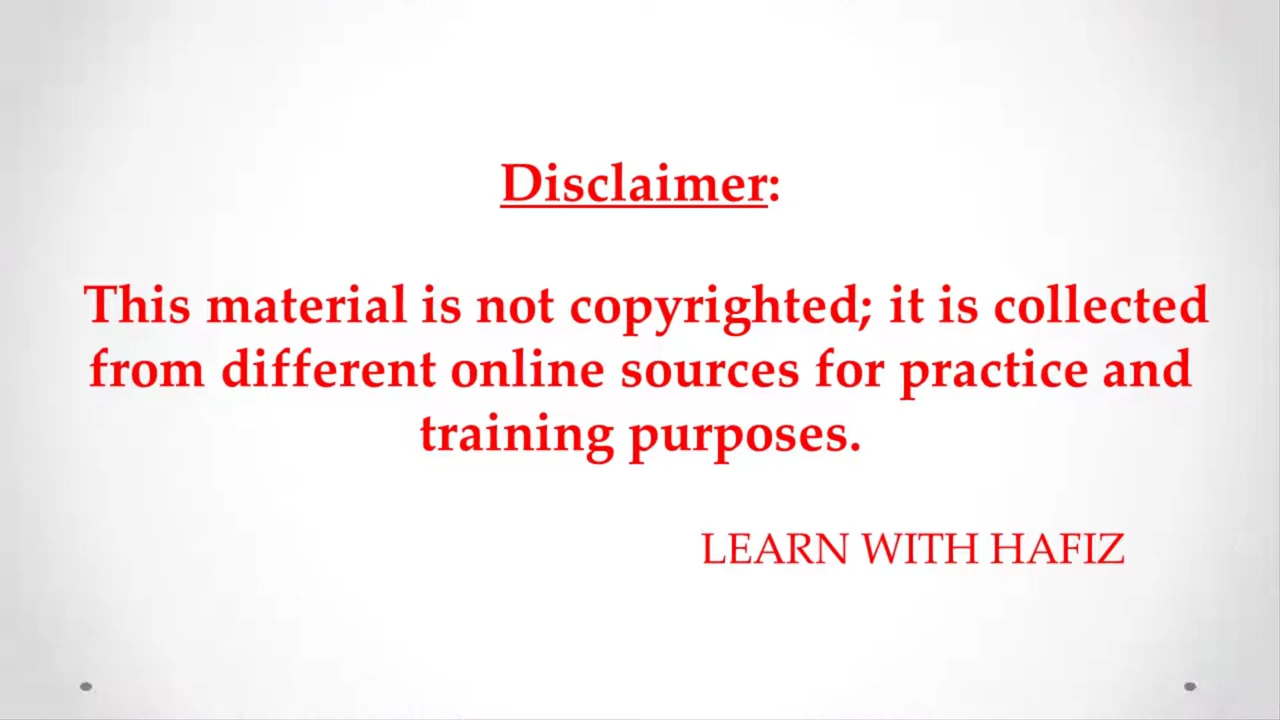 Disclaimer:
This material is not copyrighted; it is collected
from different online sources for practice and
training purposes.
LEARN WITH HAFIZ